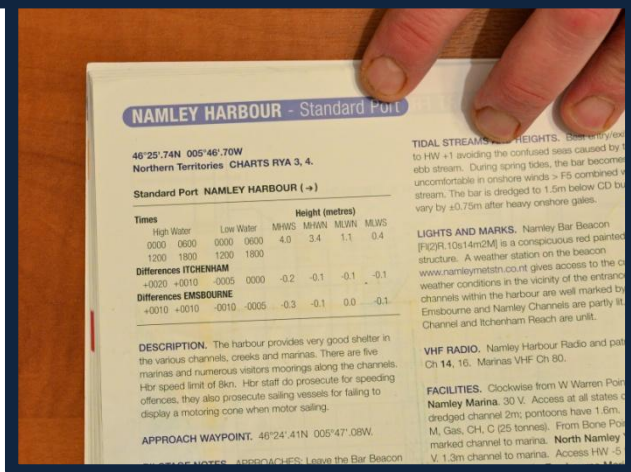 NAMLEY HARBOUR - Standard Port
46°25'.74N 005°46'.70W
Northern Territories CHARTS RYA 3, 4.
Standard Port NAMLEY HARBOUR (→)
Times Height (metres)
High Water Low Water MHWS MHWN MLWN MLWS
0000 0600 0000 0600 4.0 3.4 1.1 0.4
1200 1800 1200 1800
Differences ITCHENHAM
+0020 +0010 -0005 0000 -0.2 -0.1 -0.1 -0.1
Differences EMSBOURNE
+0010 +0010 -0010 -0005 -0.3 -0.1 0.0 -0.1
DESCRIPTION. The harbour provides very good shelter in
the various channels, creeks and marinas. There are five
marinas and numerous visitors moorings along the channels.
Hbr speed limit of 8kn. Hbr staff do prosecute for speeding
offences, they also prosecute sailing vessels for failing to
display a motoring cone when motor sailing.
APPROACH WAYPOINT. 46°24'.41N 005°47'.08W.
NOTES. APPROACHES: Leave the Bar Beacon
TIDAL STREAMS HEIGHTS. Best
to HW +1 avoiding the confused seas caused by
ebb stream. During spring tides, the bar becomes
uncomfortable in onshore winds > F5 combined
stream. The bar is dredged to 1.5m below CD
vary by ±0.75m after heavy onshore gales.
LIGHTS AND MARKS. Namley Bar Beacon
[Fl(2)R.10s14m2M] is a conspicuous red painted
structure. A weather station on the beacon
www.namleymetstn.co.nt gives access to the
weather conditions in the vicinity of the
channels within the harbour are well marked
Emsbourne and Namley Channels are partly lit.
Channel and Itchenham Reach are unlit.
VHF RADIO. Namley Harbour Radio and
Ch 14, 16. Marinas VHF Ch 80.
FACILITIES. Clockwise from W Warren
Namley Marina. 30 V. Access at all states
dredged channel 2m; pontoons have 1.6m.
M, Gas, CH, C (25 tonnes). From Bone
marked channel to marina. North Namley
V. 1.3m channel to marina. Access HW -5